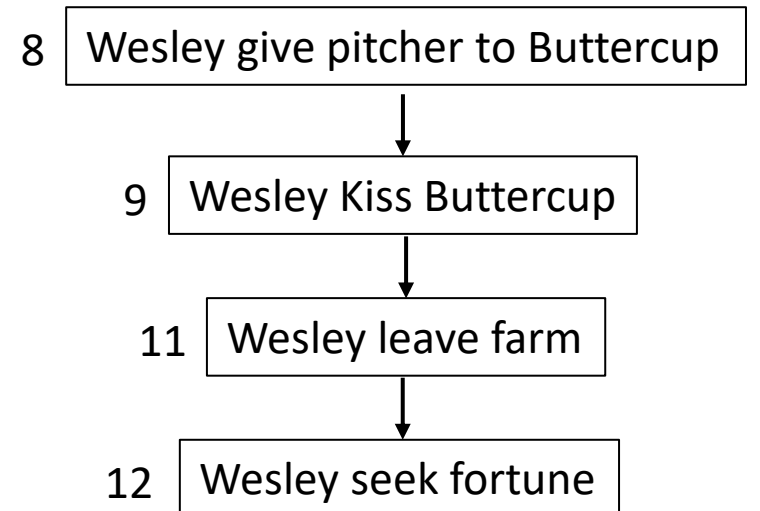 8 Wesley give pitcher to Buttercup
9 Wesley Kiss Buttercup
11 Wesley leave farm
12 Wesley seek fortune